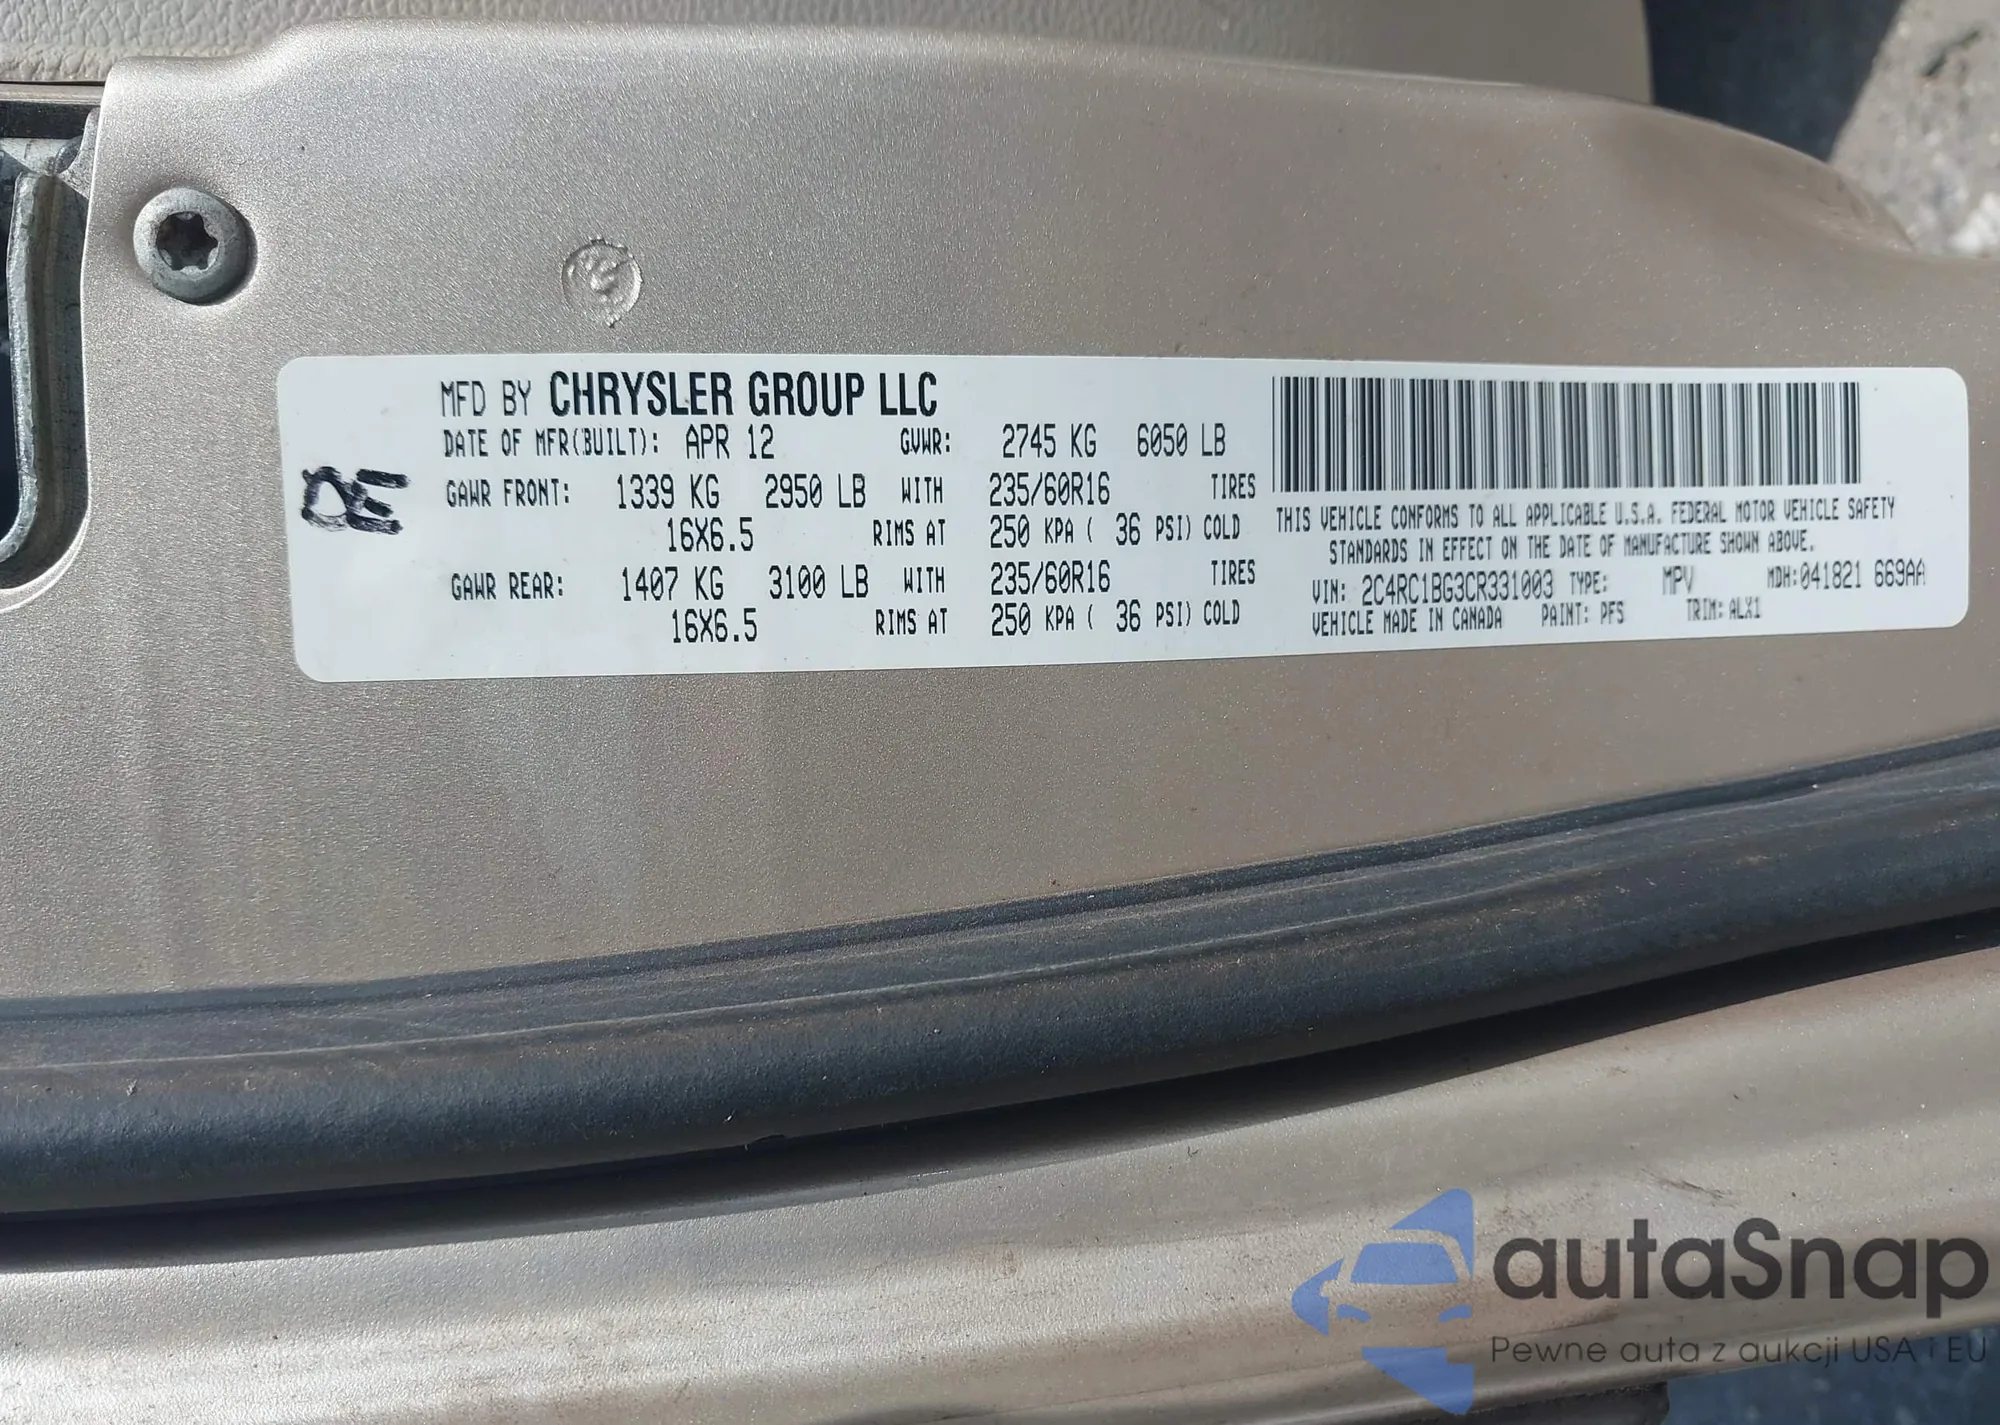 MFD BY CHRYSLER GROUP LLC
DATE OF MFR(BUILT): APR 12 GVWR: 2745 KG 6050 LB
GAWR FRONT: 1339 KG 2950 LB WITH 235/60R16 TIRES
16X6.5 RIMS AT 250 KPA ( 36 PSI) COLD
GAWR REAR: 1407 KG 3100 LB WITH 235/60R16 TIRES
16X6.5 RIMS AT 250 KPA ( 36 PSI) COLD
THIS VEHICLE CONFORMS TO ALL APPLICABLE U.S.A. FEDERAL MOTOR VEHICLE SAFETY
STANDARDS IN EFFECT ON THE DATE OF MANUFACTURE SHOWN ABOVE.
VIN: 2C4RC1BG3CR331003 TYPE: MPV MDH:041821 669AA
VEHICLE MADE IN CANADA PAINT: PFS TRIM: ALX1
DE
autaSnap
Pewne auta z aukcji USA i EU